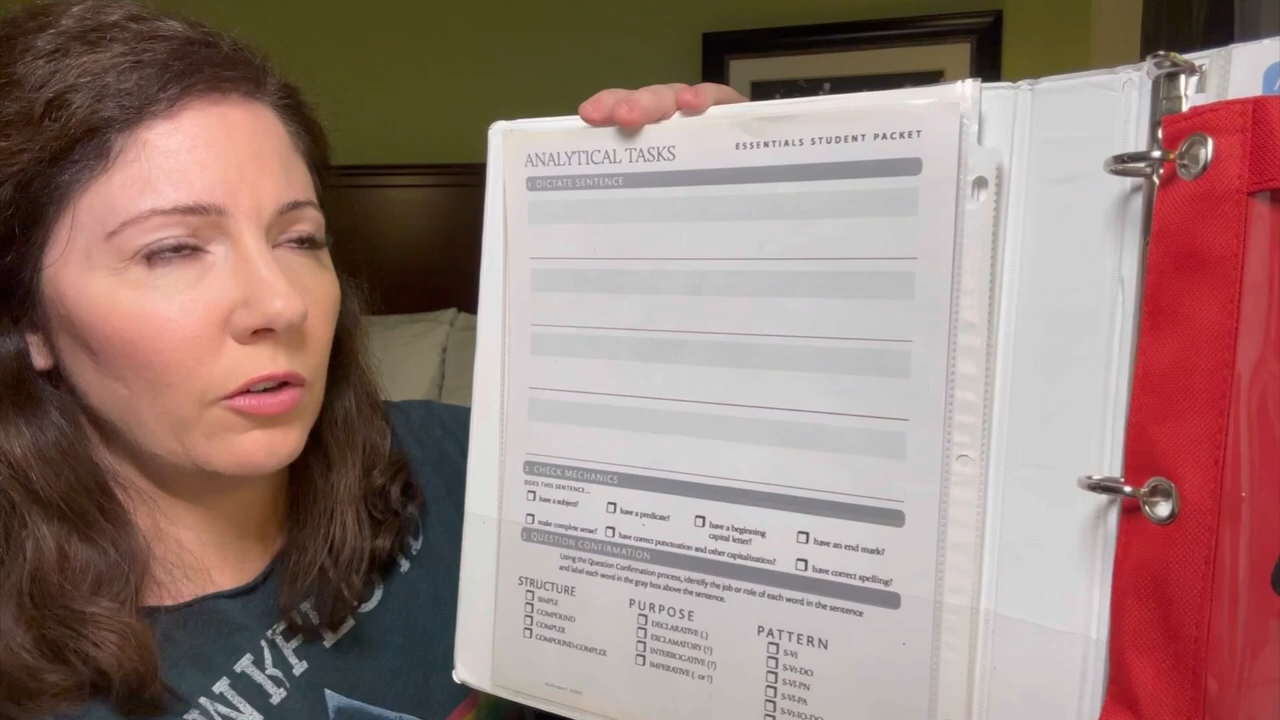 ESSENTIALS STUDENT PACKET
ANALYTICAL TASKS
1 DICTATE SENTENCE
2 CHECK MECHANICS
DOES THIS SENTENCE...
have a subject?
have a predicate?
have a beginning
capital letter?
have an end mark?
make complete sense?
have correct punctuation and other capitalization?
have correct spelling?
3 QUESTION CONFIRMATION
Using the Question Confirmation process, identify the job or role of each word in the sentence
and label each word in the gray box above the sentence.
STRUCTURE
SIMPLE
COMPOUND
COMPLEX
COMPOUND-COMPLEX
PURPOSE
DECLARATIVE (.)
EXCLAMATORY (!)
INTERROGATIVE (?)
IMPERATIVE (. or !)
PATTERN
S-Vi
S-Vt-DO
S-Vl-PN
S-Vl-PA
S-Vt-IO-DO